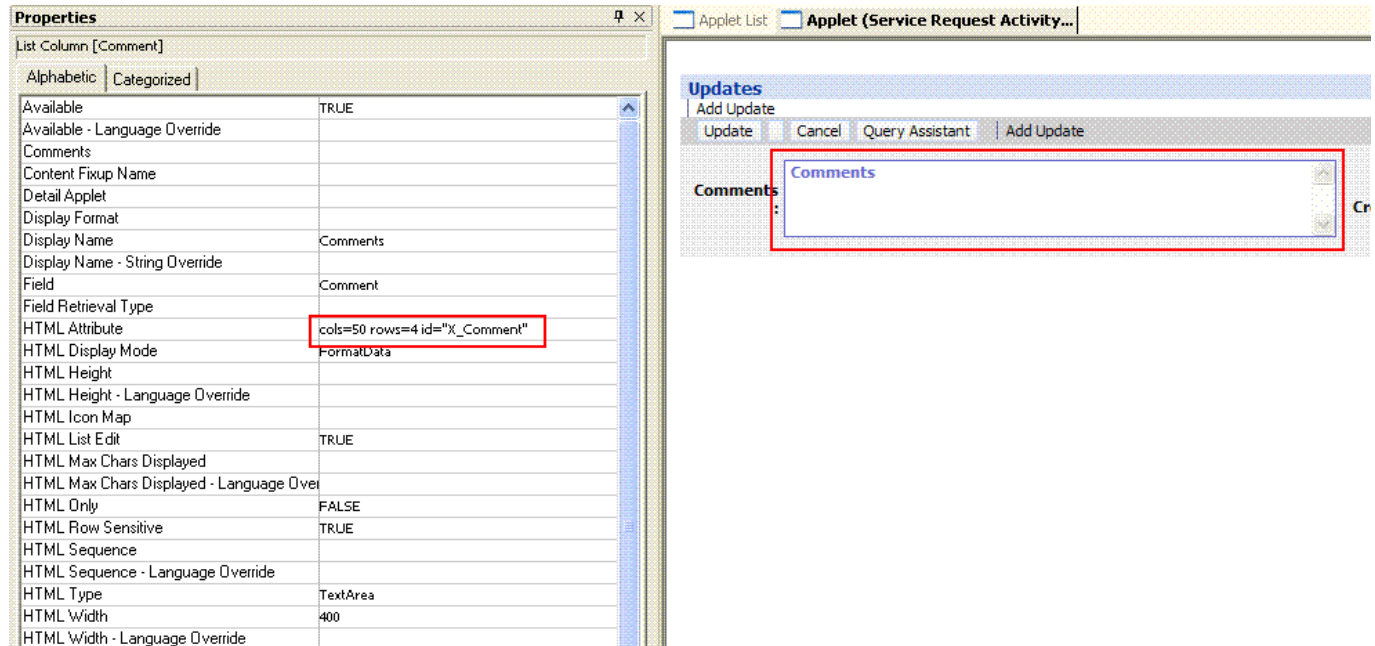 Properties
List Column [Comment]
Alphabetic Categorized
Available TRUE
Available - Language Override
Comments
Content Fixup Name
Detail Applet
Display Format
Display Name Comments
Display Name - String Override
Field Comment
Field Retrieval Type
HTML Attribute cols=50 rows=4 id="X_Comment"
HTML Display Mode FormatData
HTML Height
HTML Height - Language Override
HTML Icon Map
HTML List Edit TRUE
HTML Max Chars Displayed
HTML Max Chars Displayed - Language Over
HTML Only FALSE
HTML Row Sensitive TRUE
HTML Sequence
HTML Sequence - Language Override
HTML Type TextArea
HTML Width 400
HTML Width - Language Override
Applet List Applet (Service Request Activity...
Updates
Add Update
Update Cancel Query Assistant Add Update
Comments
Comments
:
Cr